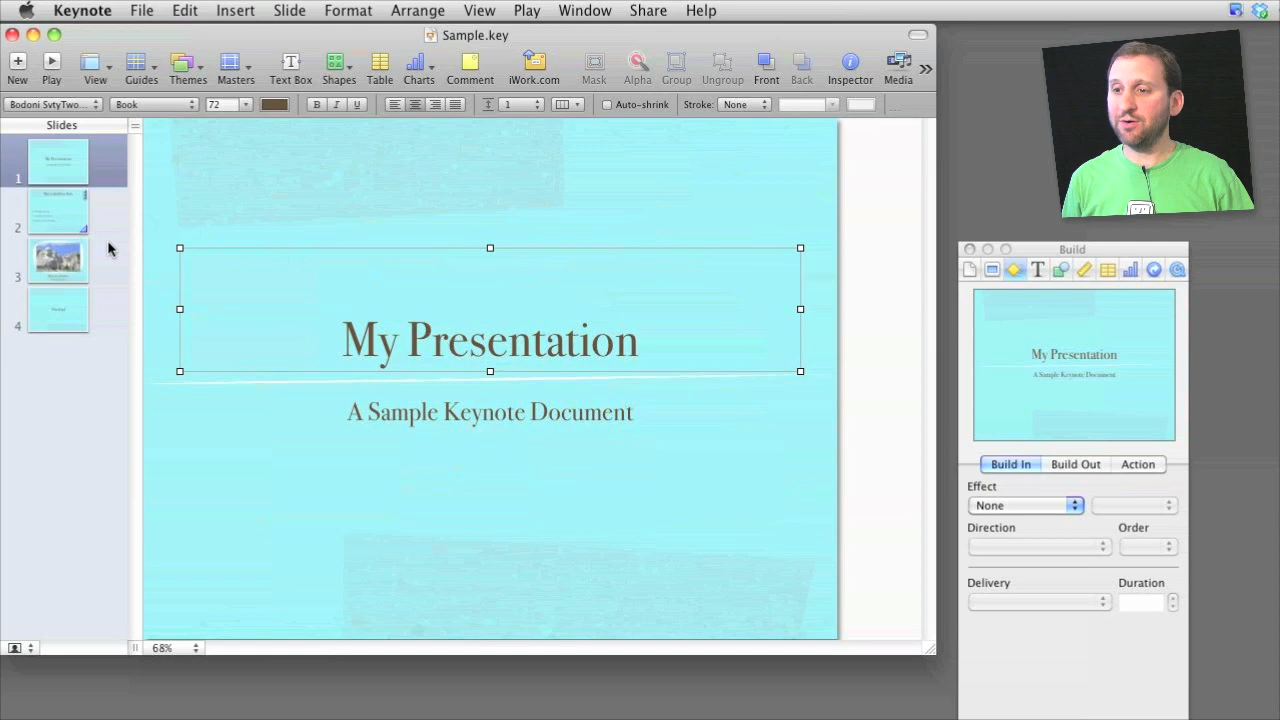 Keynote File Edit Insert Slide Format Arrange View Play Window Share Help
Sample.key
New Play View Guides Themes Masters Text Box Shapes Table Charts Comment iWork.com Mask Alpha Group Ungroup Front Back Inspector Media
Bodoni SvtyTwo... Book 72 B I U 1 Auto-shrink Stroke: None
Slides
1
2
3
4
My Presentation
A Sample Keynote Document
68%
Build
My Presentation
A Sample Keynote Document
Build In Build Out Action
Effect
None
Direction Order
Delivery Duration